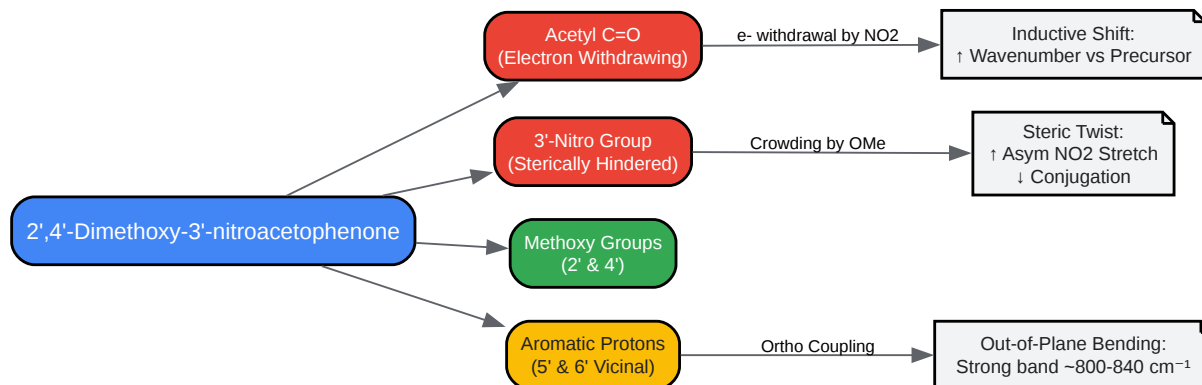 Acetyl C=O
(Electron Withdrawing)
e- withdrawal by NO2
Inductive Shift:
↑ Wavenumber vs Precursor
3'-Nitro Group
(Sterically Hindered)
Crowding by OMe
Steric Twist:
↑ Asym NO2 Stretch
↓ Conjugation
2',4'-Dimethoxy-3'-nitroacetophenone
Methoxy Groups
(2' & 4')
Aromatic Protons
(5' & 6' Vicinal)
Ortho Coupling
Out-of-Plane Bending:
Strong band ~800-840 cm⁻¹